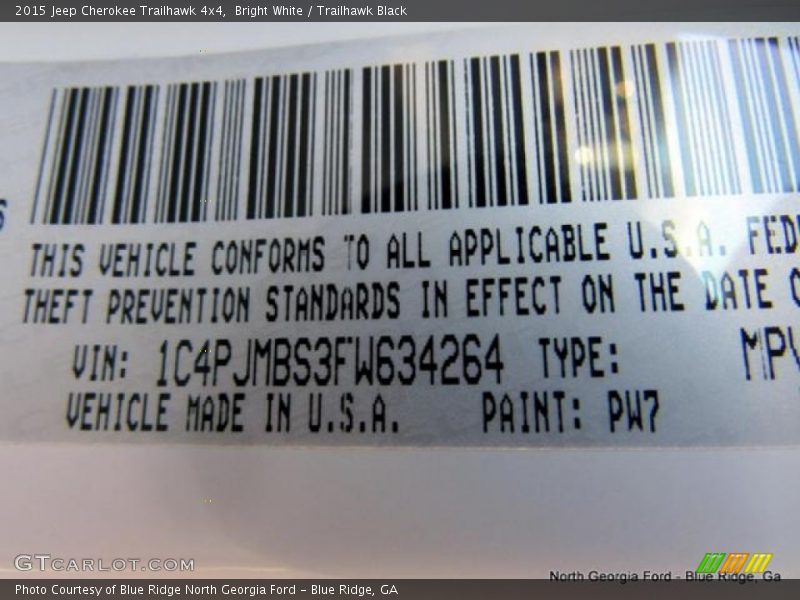 2015 Jeep Cherokee Trailhawk 4x4, Bright White / Trailhawk Black
THIS VEHICLE CONFORMS TO ALL APPLICABLE U.S.A.
THEFT PREVENTION STANDARDS IN EFFECT ON THE DATE
VIN: 1C4PJMBS3FW634264 TYPE: MPV
VEHICLE MADE IN U.S.A. PAINT: PW7
GTCARLOT.COM
North Georgia Ford - Blue Ridge, Ga
Photo Courtesy of Blue Ridge North Georgia Ford - Blue Ridge, GA